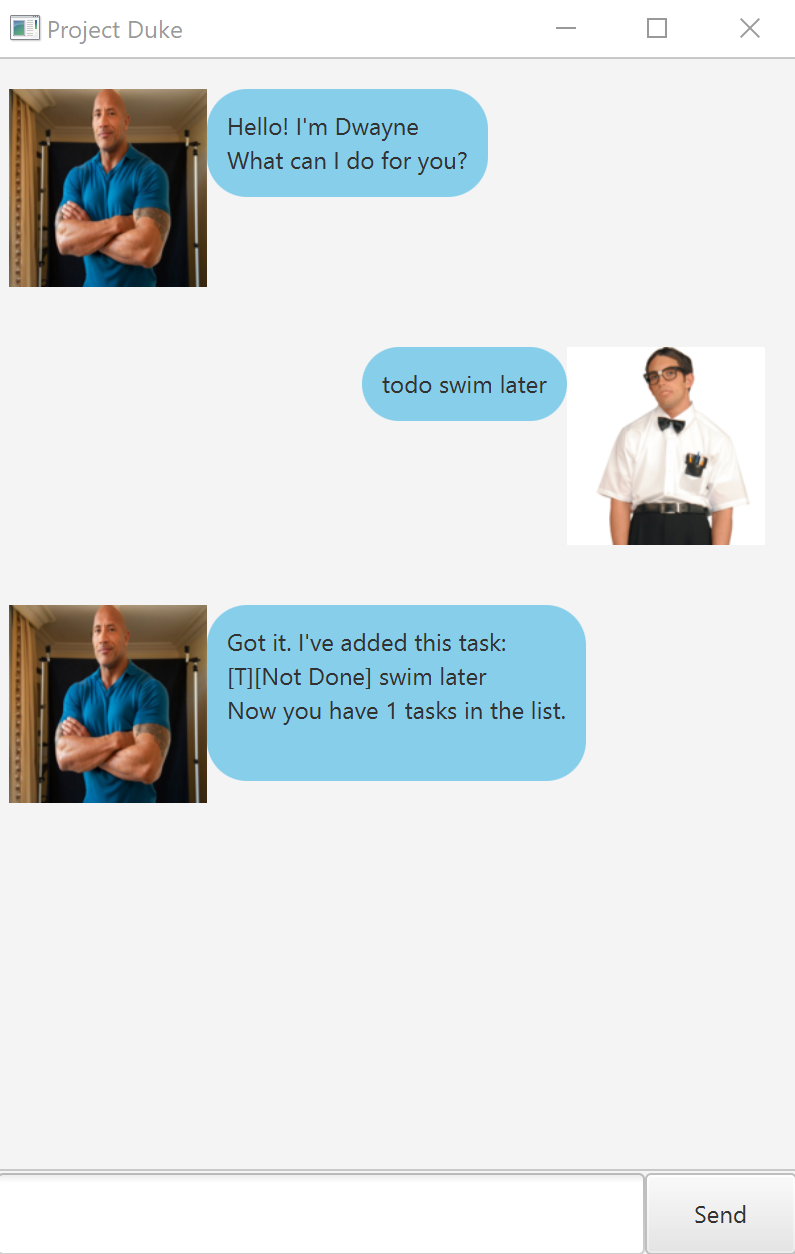 Project Duke
Hello! I'm Dwayne
What can I do for you?
todo swim later
Got it. I've added this task:
[T][Not Done] swim later
Now you have 1 tasks in the list.
Send